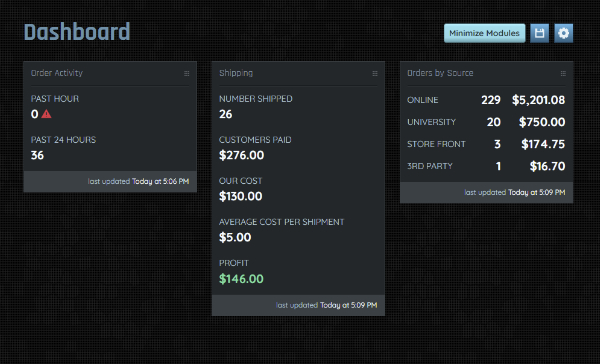 Dashboard
Minimize Modules
Order Activity
PAST HOUR
0
PAST 24 HOURS
36
last updated Today at 5:06 PM
Shipping
NUMBER SHIPPED
26
CUSTOMERS PAID
$276.00
OUR COST
$130.00
AVERAGE COST PER SHIPMENT
$5.00
PROFIT
$146.00
last updated Today at 5:09 PM
Orders by Source
ONLINE 229 $5,201.08
UNIVERSITY 20 $750.00
STORE FRONT 3 $174.75
3RD PARTY 1 $16.70
last updated Today at 5:09 PM